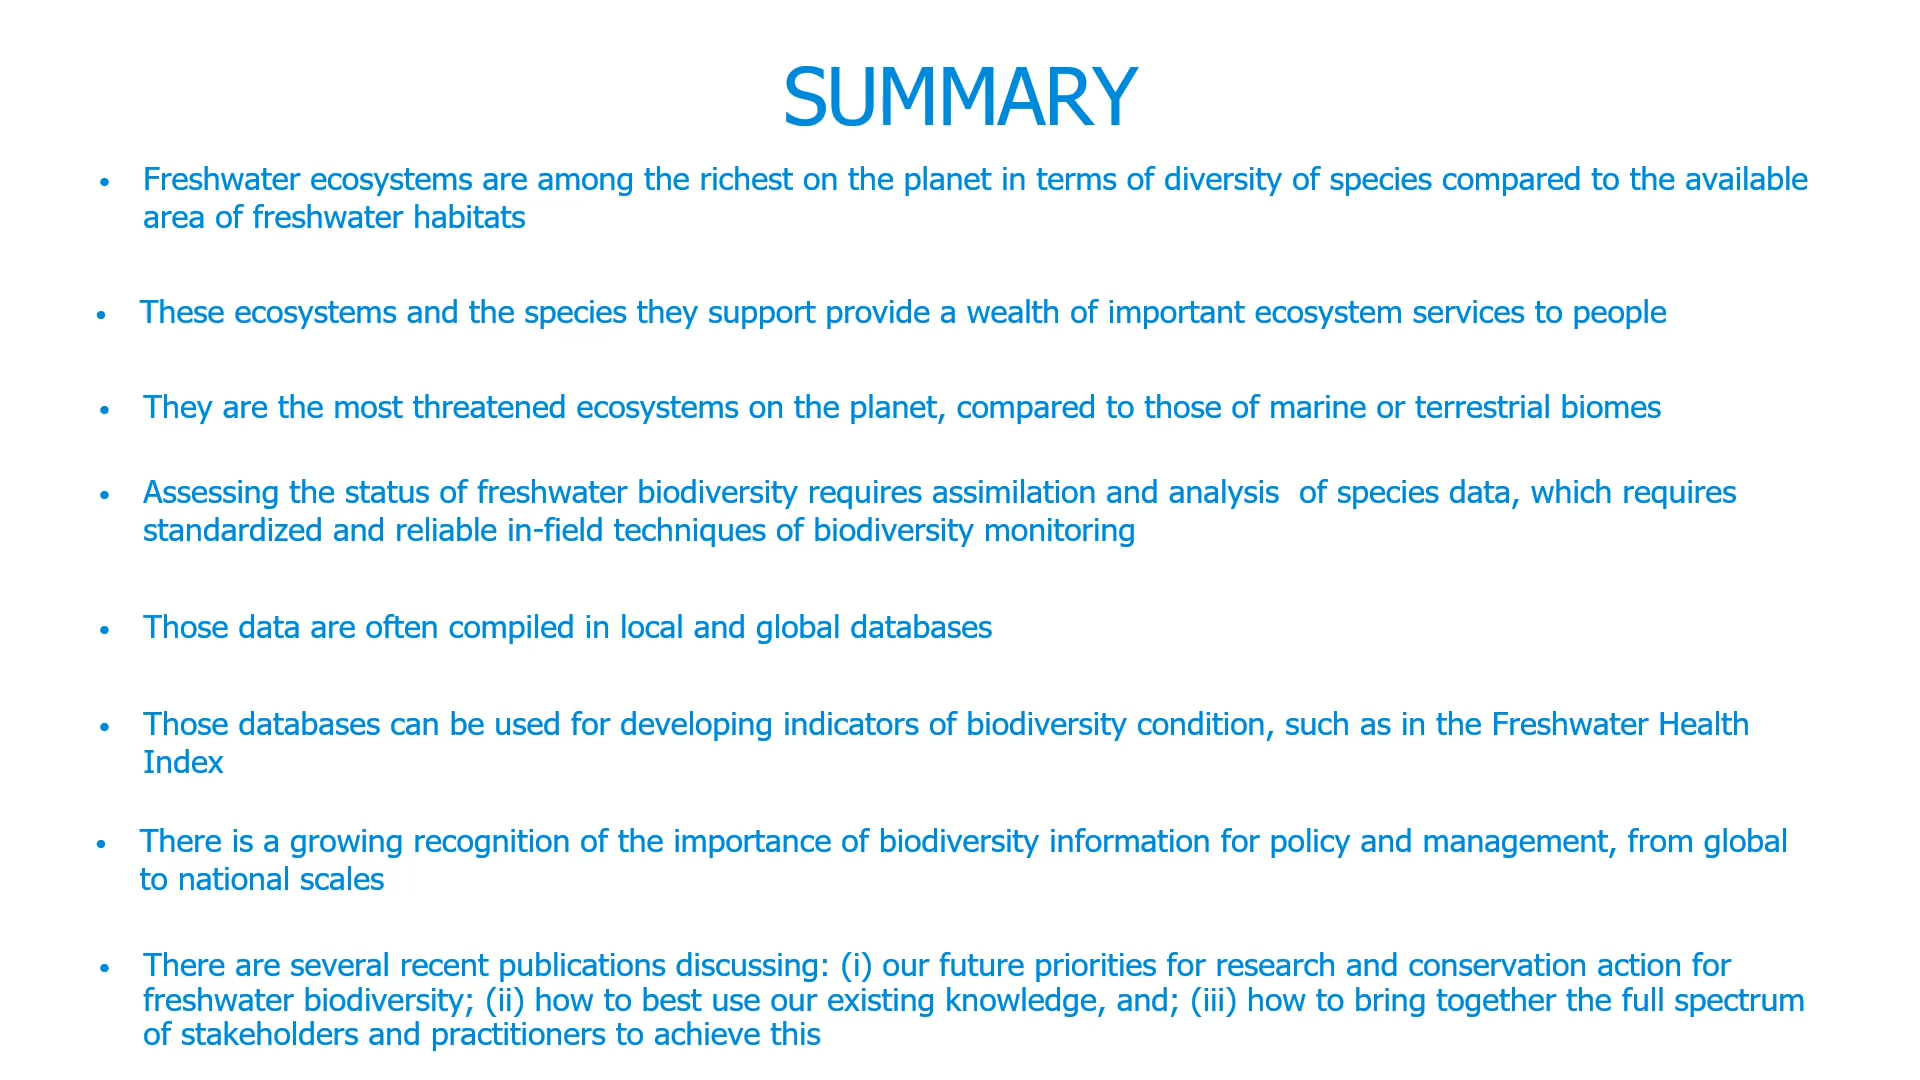 SUMMARY
• Freshwater ecosystems are among the richest on the planet in terms of diversity of species compared to the available
area of freshwater habitats
• These ecosystems and the species they support provide a wealth of important ecosystem services to people
• They are the most threatened ecosystems on the planet, compared to those of marine or terrestrial biomes
• Assessing the status of freshwater biodiversity requires assimilation and analysis  of species data, which requires
standardized and reliable in-field techniques of biodiversity monitoring
• Those data are often compiled in local and global databases
• Those databases can be used for developing indicators of biodiversity condition, such as in the Freshwater Health
Index
• There is a growing recognition of the importance of biodiversity information for policy and management, from global
to national scales
• There are several recent publications discussing: (i) our future priorities for research and conservation action for
freshwater biodiversity; (ii) how to best use our existing knowledge, and; (iii) how to bring together the full spectrum
of stakeholders and practitioners to achieve this